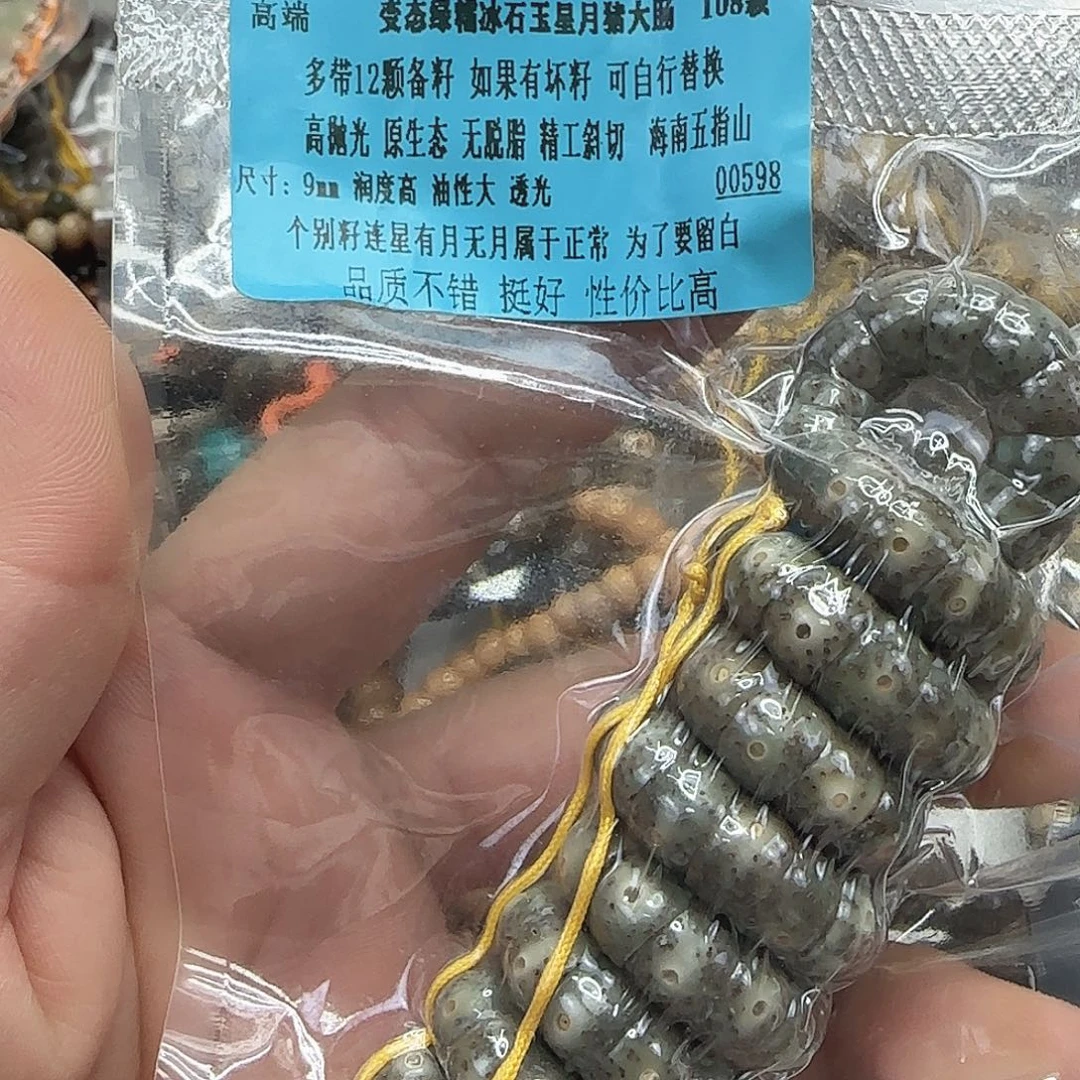 高端 变态绿糯冰石玉星月猪大肠 108颗
多带12颗备籽 如果有坏籽 可自行替换
高抛光 原生态 无脱脂 精工斜切 海南五指山
尺寸：9mm 润度高 油性大 透光 00598
个别籽连星有月无月属于正常 为了要留白
品质不错 挺好 性价比高